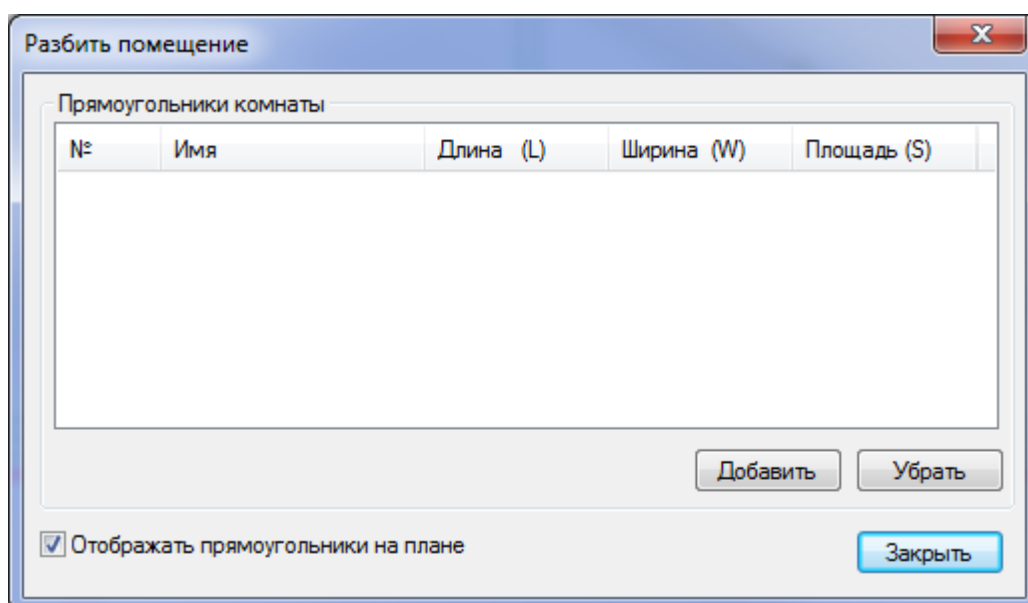 Разбить помещение
Прямоугольники комнаты
№ Имя Длина (L) Ширина (W) Площадь (S)
Добавить Убрать
Отображать прямоугольники на плане
Закрыть